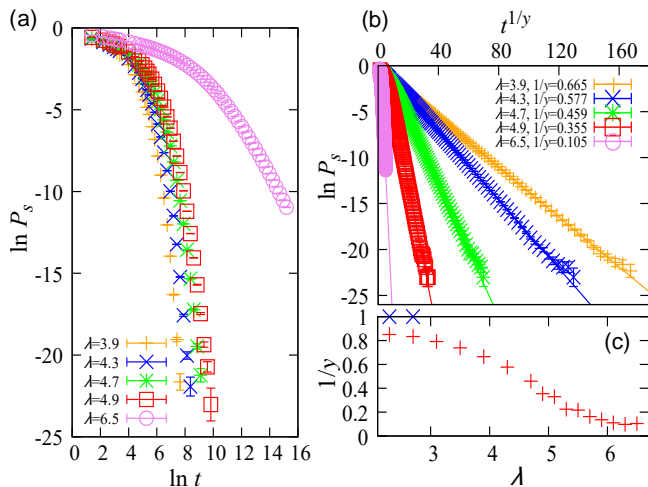 (a)
ln P_s
0
-5
-10
-15
-20
-25
λ=3.9
λ=4.3
λ=4.7
λ=4.9
λ=6.5
0 2 4 6 8 10 12 14 16
ln t
(b)
t^{1/y}
0 40 80 120 160
ln P_s
0
-5
-10
-15
-20
-25
λ=3.9, 1/y=0.665
λ=4.3, 1/y=0.577
λ=4.7, 1/y=0.459
λ=4.9, 1/y=0.355
λ=6.5, 1/y=0.105
(c)
1/y
1
0.8
0.6
0.4
0.2
0
3 4 5 6
λ